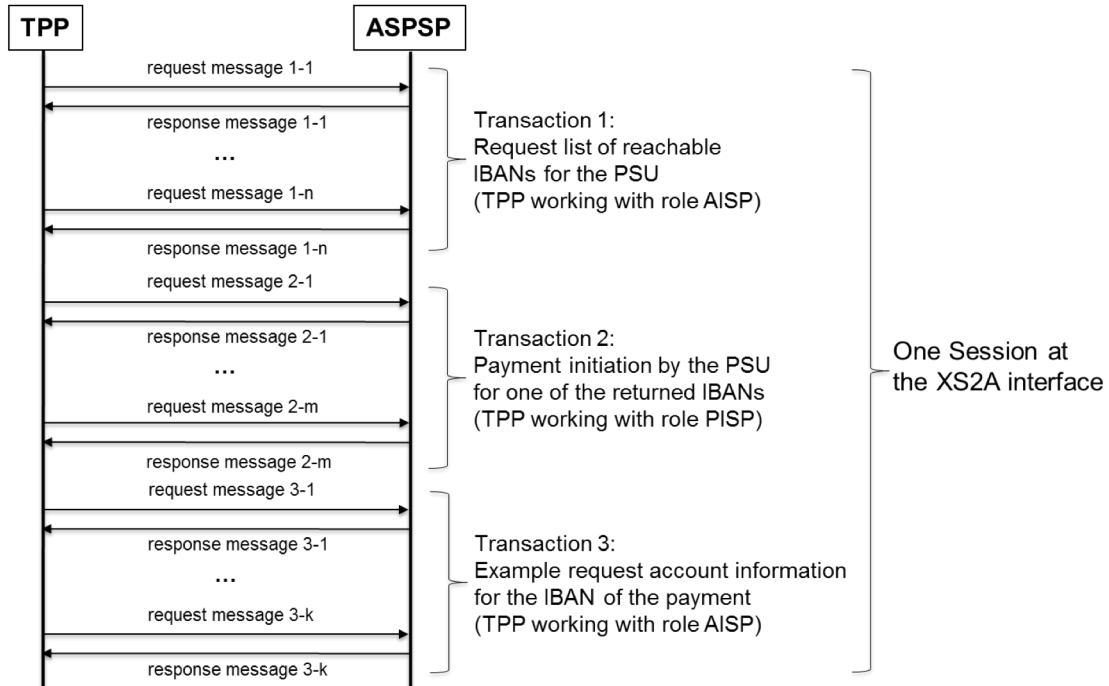 TPP
ASPSP
request message 1-1
response message 1-1
...
request message 1-n
response message 1-n
Transaction 1:
Request list of reachable
IBANs for the PSU
(TPP working with role AISP)
request message 2-1
response message 2-1
...
request message 2-m
response message 2-m
Transaction 2:
Payment initiation by the PSU
for one of the returned IBANs
(TPP working with role PISP)
request message 3-1
response message 3-1
...
request message 3-k
response message 3-k
Transaction 3:
Example request account information
for the IBAN of the payment
(TPP working with role AISP)
One Session at
the XS2A interface